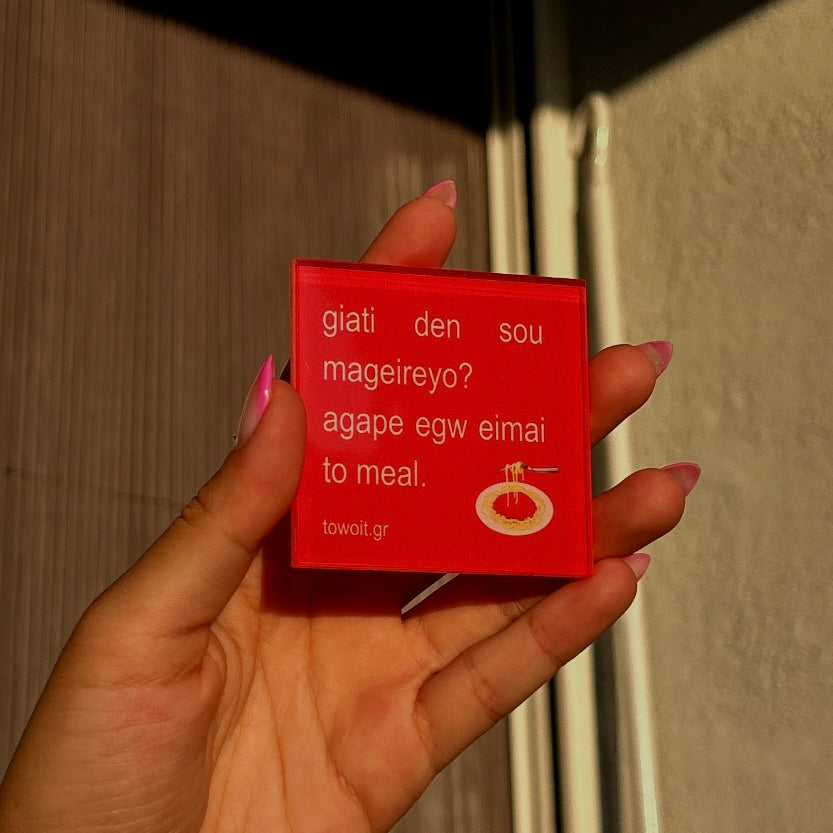 giati den sou
mageireyo?
agape egw eimai
to meal.
towoit.gr